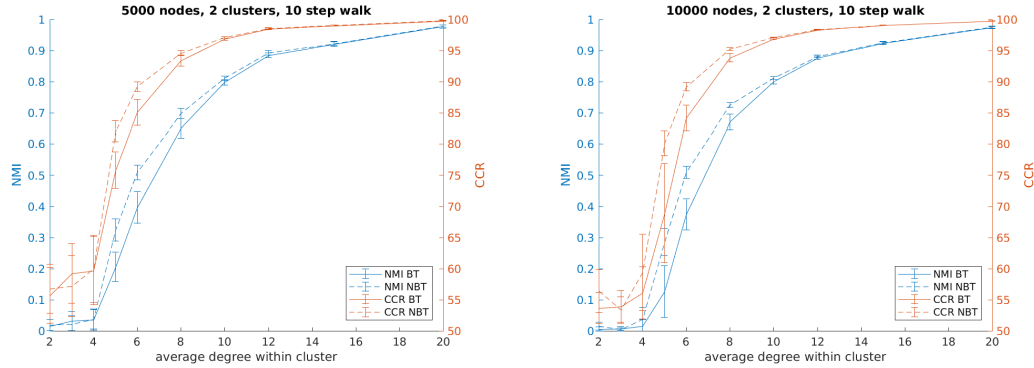 5000 nodes, 2 clusters, 10 step walk
1
0.9
0.8
0.7
0.6
0.5
0.4
0.3
0.2
0.1
0
NMI
100
95
90
85
80
75
70
65
60
55
50
CCR
2 4 6 8 10 12 14 16 18 20
average degree within cluster
NMI BT
NMI NBT
CCR BT
CCR NBT
10000 nodes, 2 clusters, 10 step walk
1
0.9
0.8
0.7
0.6
0.5
0.4
0.3
0.2
0.1
0
NMI
100
95
90
85
80
75
70
65
60
55
50
CCR
2 4 6 8 10 12 14 16 18 20
average degree within cluster
NMI BT
NMI NBT
CCR BT
CCR NBT